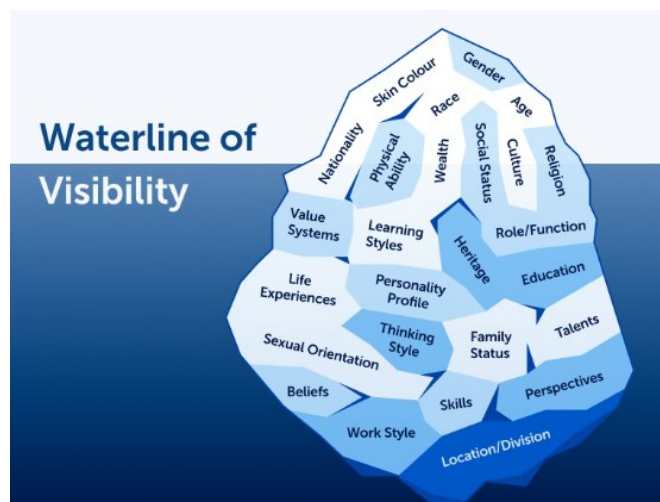 Waterline of
Visibility
Gender
Skin Colour
Age
Race
Nationality
Physical
Ability
Wealth
Social Status
Culture
Religion
Value
Systems
Learning
Styles
Heritage
Role/Function
Education
Life
Experiences
Personality
Profile
Thinking
Style
Family
Status
Talents
Sexual Orientation
Beliefs
Skills
Perspectives
Work Style
Location/Division